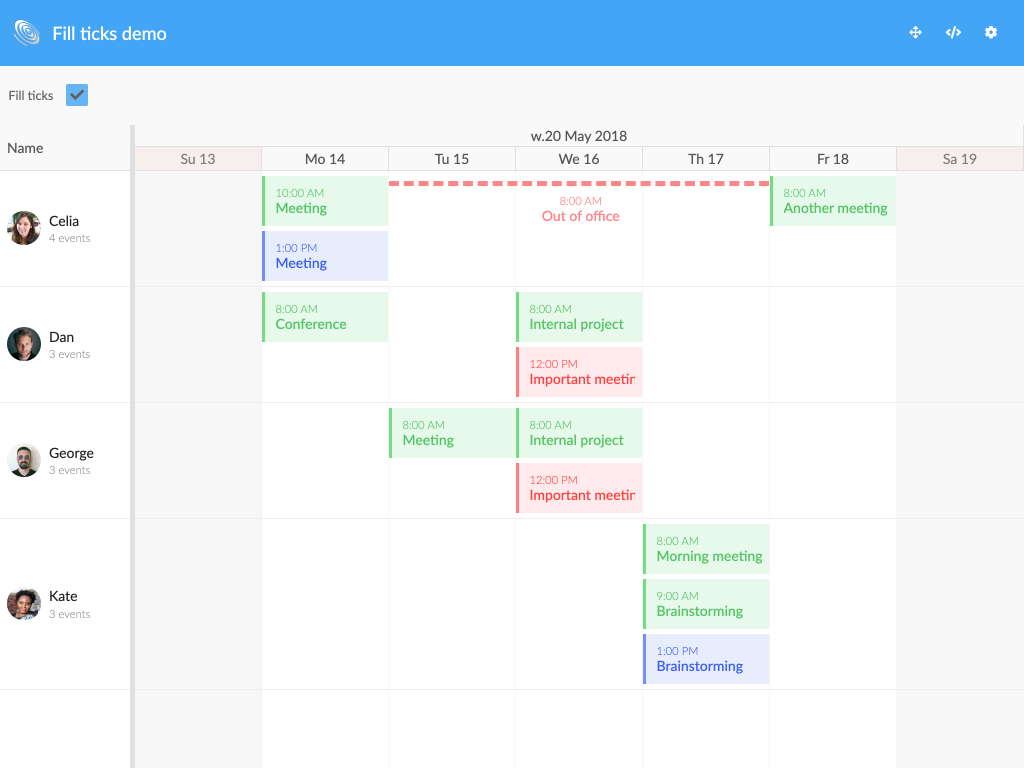 Fill ticks demo
Fill ticks
Name
w.20 May 2018
Su 13
Mo 14
Tu 15
We 16
Th 17
Fr 18
Sa 19
Celia
4 events
10:00 AM
Meeting
1:00 PM
Meeting
8:00 AM
Out of office
8:00 AM
Another meeting
Dan
3 events
8:00 AM
Conference
8:00 AM
Internal project
12:00 PM
Important meetin
George
3 events
8:00 AM
Meeting
8:00 AM
Internal project
12:00 PM
Important meetin
Kate
3 events
8:00 AM
Morning meeting
9:00 AM
Brainstorming
1:00 PM
Brainstorming